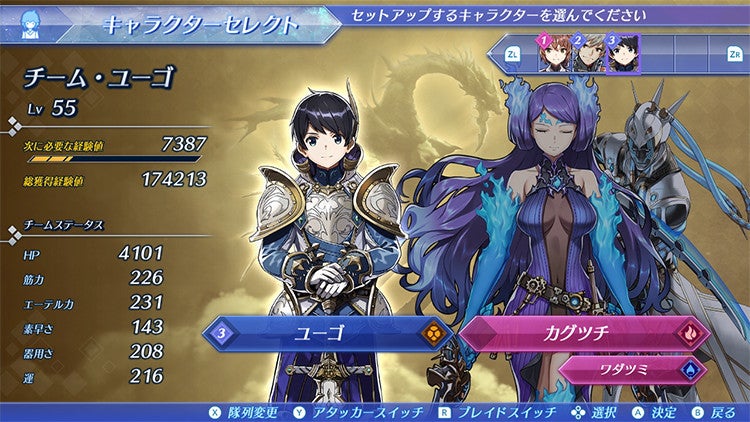 キャラクターセレクト
セットアップするキャラクターを選んでください
ZL
1
2
3
ZR
チーム・ユーゴ
Lv 55
次に必要な経験値 7387
総獲得経験値 174213
チームステータス
HP 4101
筋力 226
エーテル力 231
素早さ 143
器用さ 208
運 216
3 ユーゴ
カグツチ
ワダツミ
X 隊列変更 Y アタッカースイッチ R ブレイドスイッチ 選択 A 決定 B 戻る